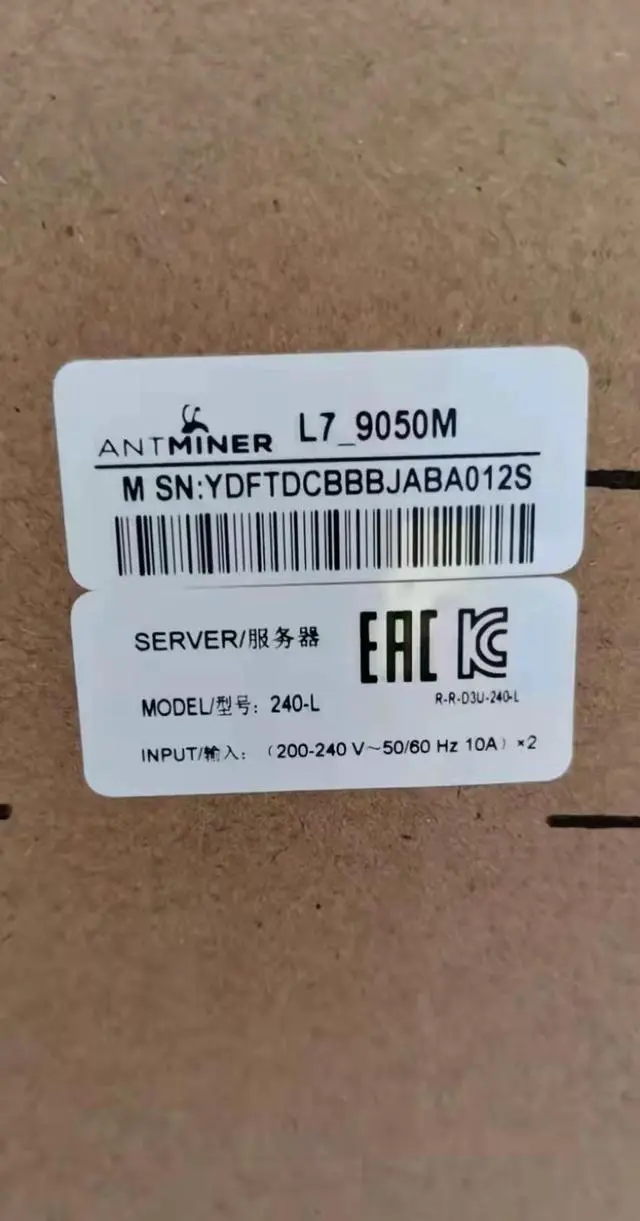 ANTMINER L7_9050M
M SN:YDFTDCBBBJABA012S
SERVER/服务器 EAC KC
R-R-D3U-240-L
MODEL/型号: 240-L
INPUT/输入: (200-240 V~50/60 Hz 10A) ×2